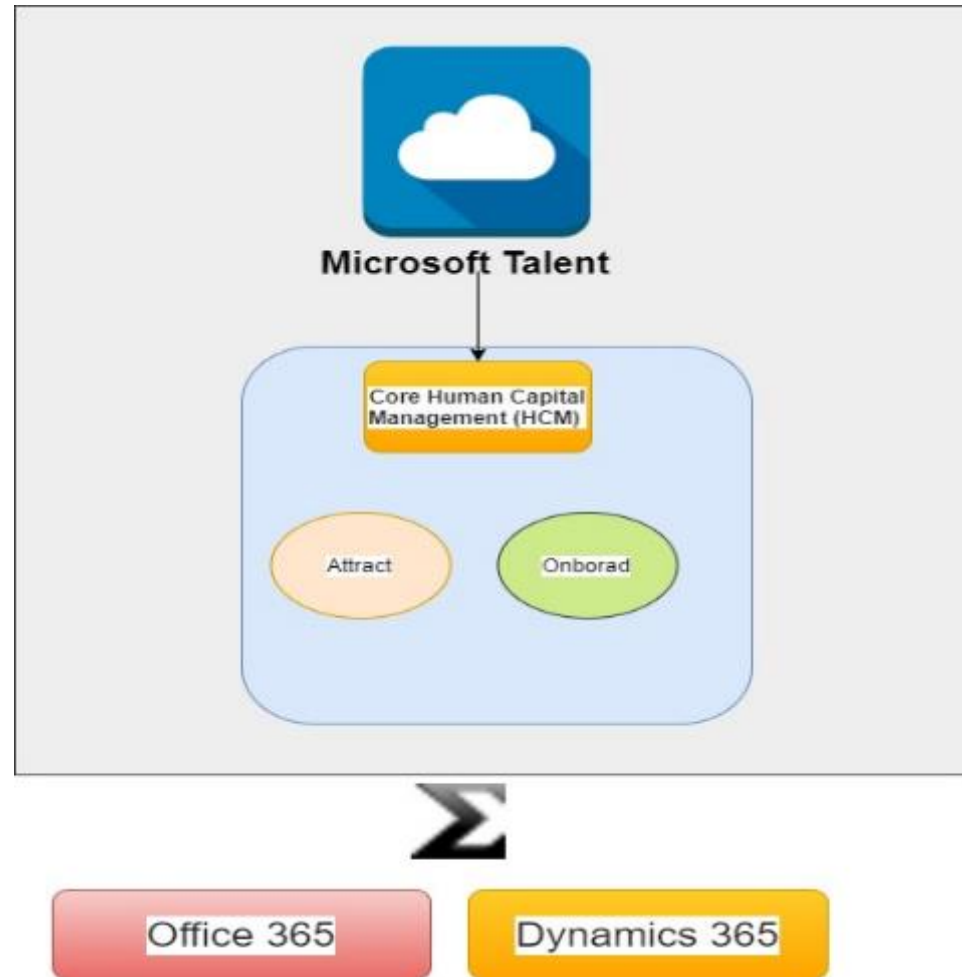 Microsoft Talent
Core Human Capital
Management (HCM)
Attract
Onborad
Σ
Office 365
Dynamics 365